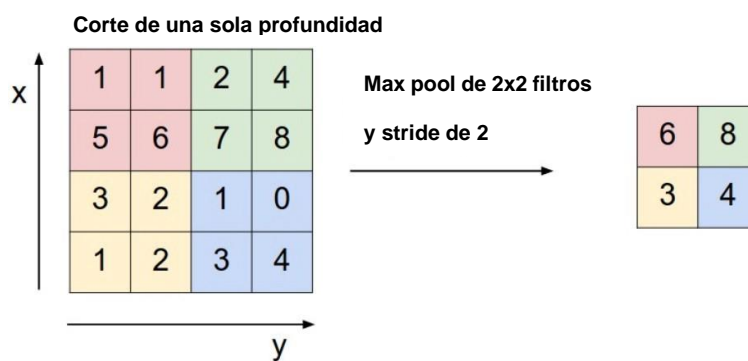 Corte de una sola profundidad
x
1 1 2 4
5 6 7 8
3 2 1 0
1 2 3 4
y
Max pool de 2x2 filtros
y stride de 2
6 8
3 4